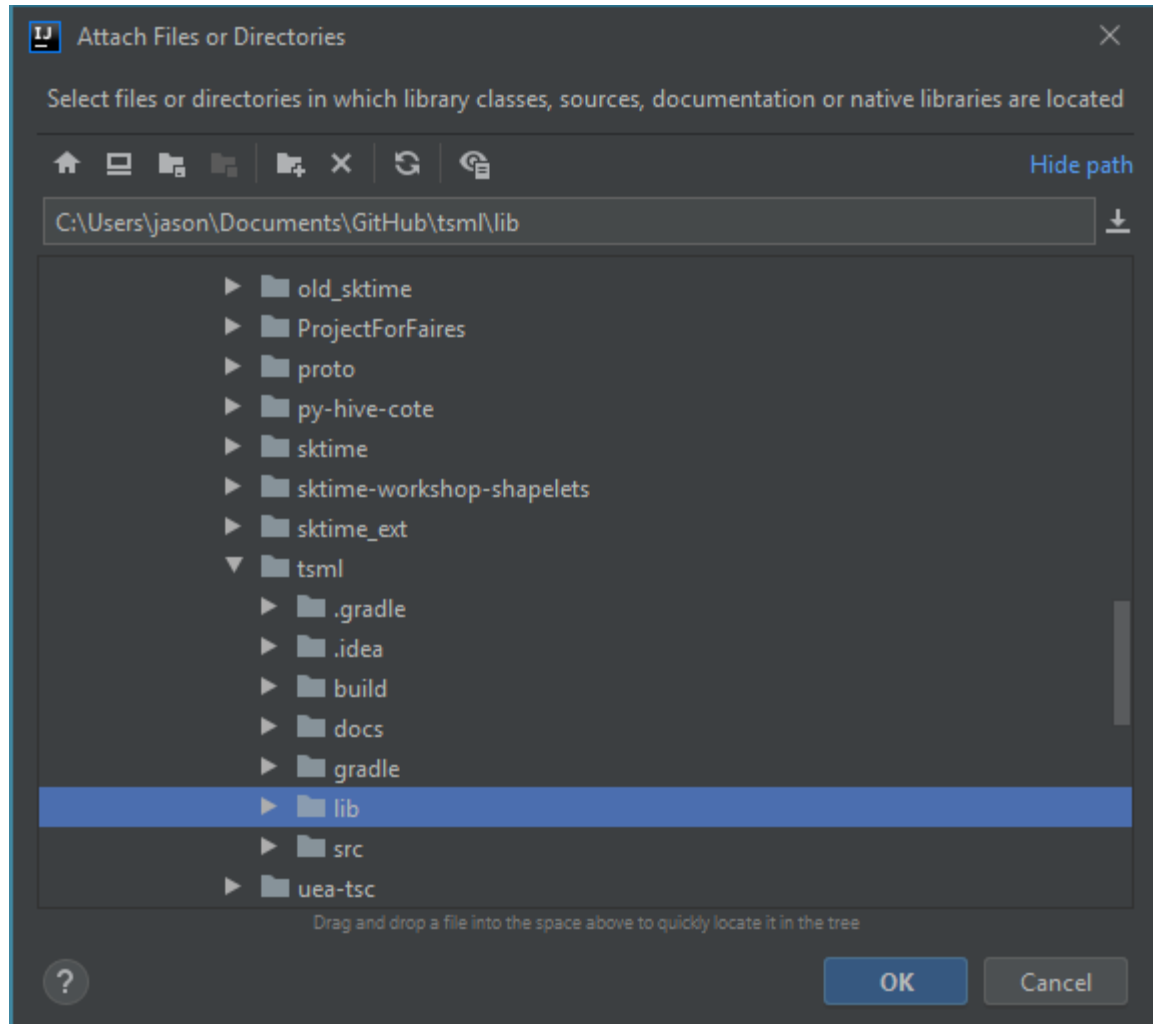 IJ
Attach Files or Directories
Select files or directories in which library classes, sources, documentation or native libraries are located
Hide path
C:\Users\jason\Documents\GitHub\tsml\lib
old_sktime
ProjectForFaires
proto
py-hive-cote
sktime
sktime-workshop-shapelets
sktime_ext
tsml
.gradle
.idea
build
docs
gradle
lib
src
uea-tsc
Drag and drop a file into the space above to quickly locate it in the tree
?
OK
Cancel